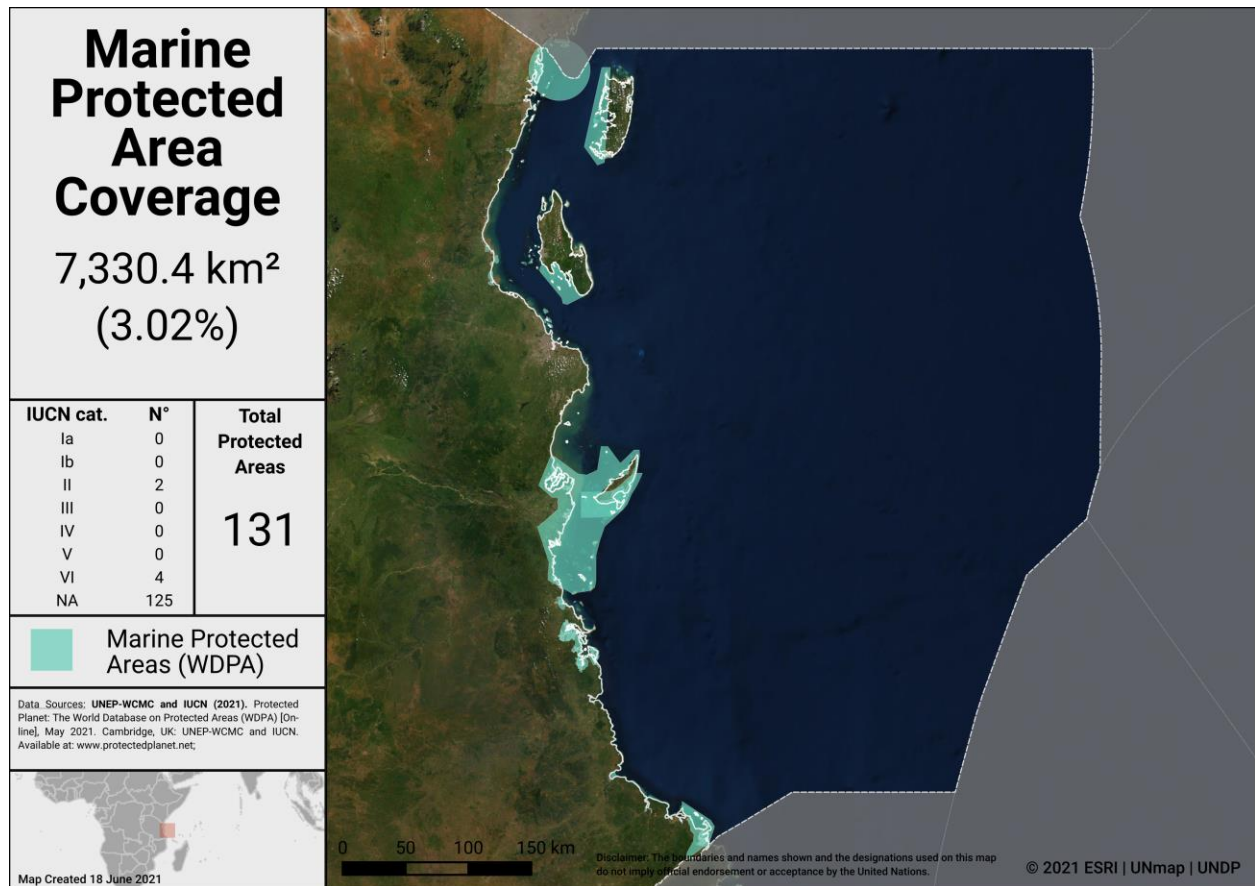 Marine
Protected
Area
Coverage
7,330.4 km²
(3.02%)
IUCN cat. N°
Ia 0
Ib 0
II 2
III 0
IV 0
V 0
VI 4
NA 125
Total
Protected
Areas
131
Marine Protected
Areas (WDPA)
Data Sources: UNEP-WCMC and IUCN (2021). Protected
Planet: The World Database on Protected Areas (WDPA) [On-
line], May 2021. Cambridge, UK: UNEP-WCMC and IUCN.
Available at: www.protectedplanet.net;
Map Created 18 June 2021
0 50 100 150 km
Disclaimer: The boundaries and names shown and the designations used on this map
do not imply official endorsement or acceptance by the United Nations.
© 2021 ESRI | UNmap | UNDP